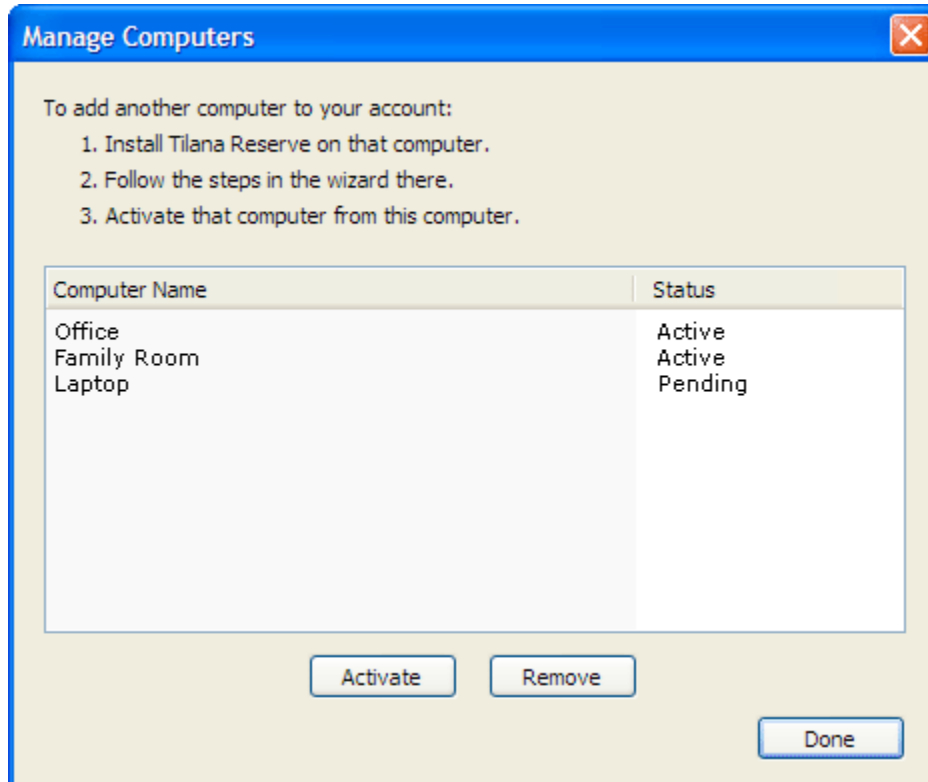 Manage Computers
To add another computer to your account:
1. Install Tilana Reserve on that computer.
2. Follow the steps in the wizard there.
3. Activate that computer from this computer.
Computer Name Status
Office Active
Family Room Active
Laptop Pending
Activate Remove
Done